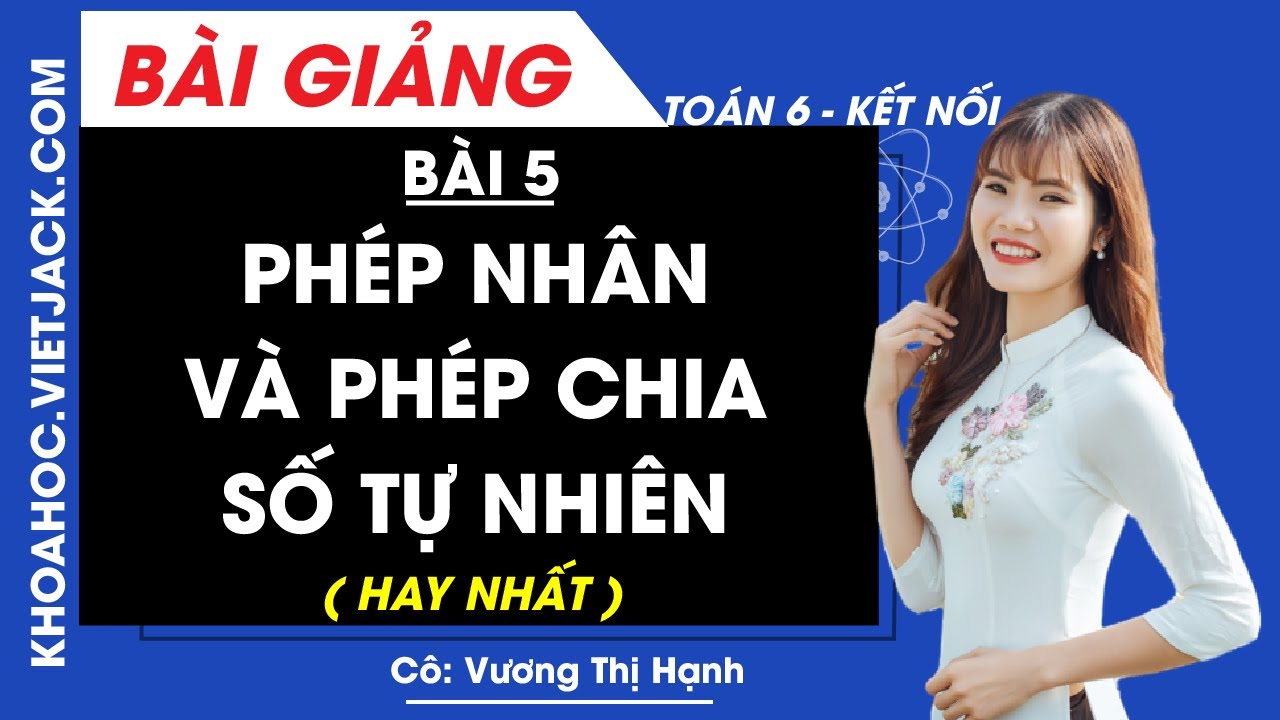 BÀI GIẢNG
TOÁN 6 - KẾT NỐI
BÀI 5
PHÉP NHÂN
VÀ PHÉP CHIA
SỐ TỰ NHIÊN
( HAY NHẤT )
Cô: Vương Thị Hạnh
KHOAHOC.VIETJACK.COM